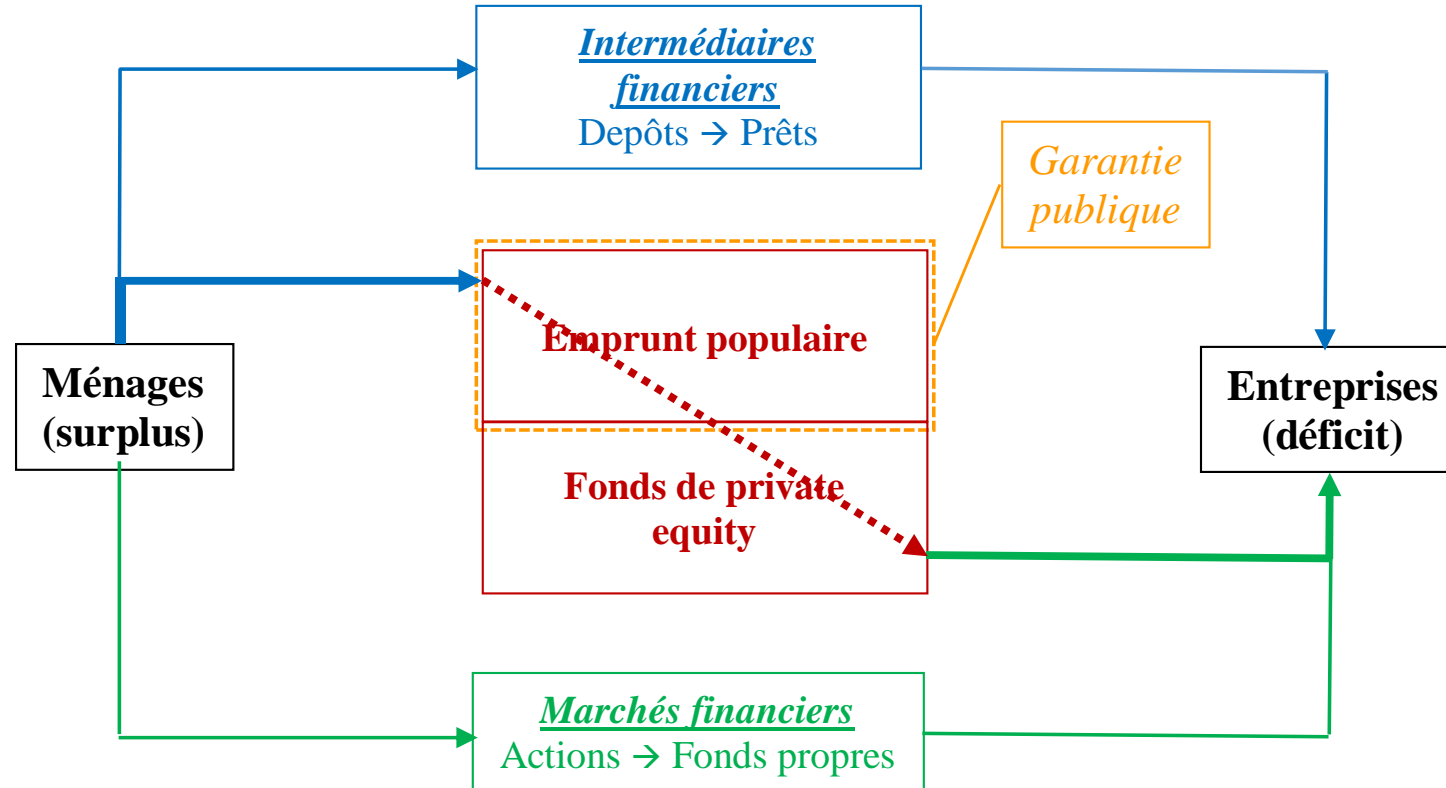 Intermédiaires
financiers
Depôts → Prêts
Garantie
publique
Emprunt populaire
Ménages
(surplus)
Entreprises
(déficit)
Fonds de private
equity
Marchés financiers
Actions → Fonds propres